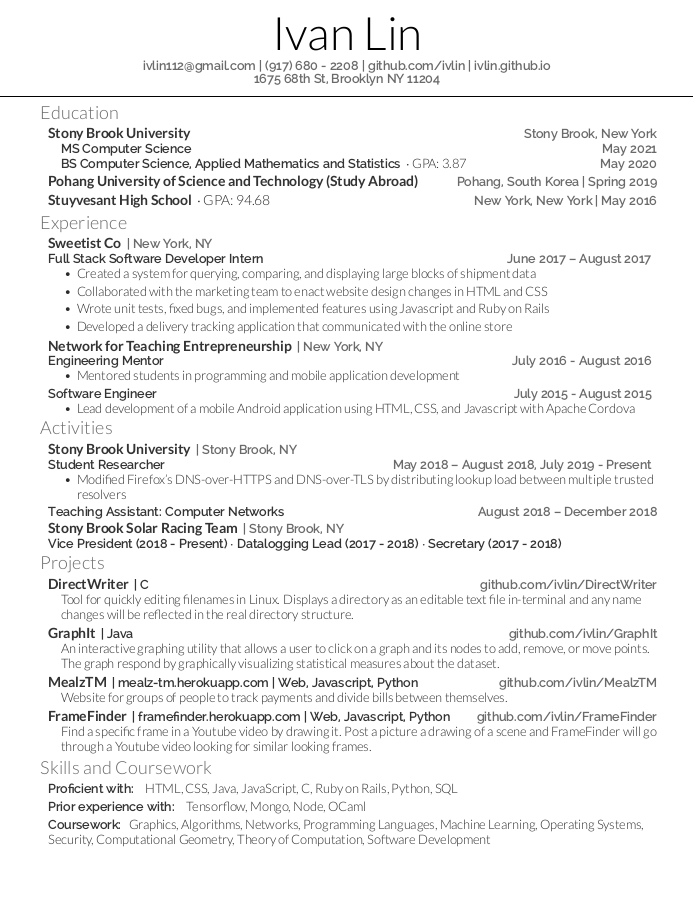 Ivan Lin
ivlin112@gmail.com | (917) 680 - 2208 | github.com/ivlin | ivlin.github.io
1675 68th St, Brooklyn NY 11204
Education
Stony Brook University Stony Brook, New York
MS Computer Science May 2021
BS Computer Science, Applied Mathematics and Statistics · GPA: 3.87 May 2020
Pohang University of Science and Technology (Study Abroad) Pohang, South Korea | Spring 2019
Stuyvesant High School · GPA: 94.68 New York, New York | May 2016
Experience
Sweetist Co | New York, NY
Full Stack Software Developer Intern June 2017 – August 2017
• Created a system for querying, comparing, and displaying large blocks of shipment data
• Collaborated with the marketing team to enact website design changes in HTML and CSS
• Wrote unit tests, fixed bugs, and implemented features using Javascript and Ruby on Rails
• Developed a delivery tracking application that communicated with the online store
Network for Teaching Entrepreneurship | New York, NY
Engineering Mentor July 2016 - August 2016
• Mentored students in programming and mobile application development
Software Engineer July 2015 - August 2015
• Lead development of a mobile Android application using HTML, CSS, and Javascript with Apache Cordova
Activities
Stony Brook University | Stony Brook, NY
Student Researcher May 2018 – August 2018, July 2019 - Present
• Modified Firefox's DNS-over-HTTPS and DNS-over-TLS by distributing lookup load between multiple trusted
resolvers
Teaching Assistant: Computer Networks August 2018 – December 2018
Stony Brook Solar Racing Team | Stony Brook, NY
Vice President (2018 - Present) · Datalogging Lead (2017 - 2018) · Secretary (2017 - 2018)
Projects
DirectWriter | C github.com/ivlin/DirectWriter
Tool for quickly editing filenames in Linux. Displays a directory as an editable text file in-terminal and any name
changes will be reflected in the real directory structure.
GraphIt | Java github.com/ivlin/GraphIt
An interactive graphing utility that allows a user to click on a graph and its nodes to add, remove, or move points.
The graph respond by graphically visualizing statistical measures about the dataset.
MealzTM | mealz-tm.herokuapp.com | Web, Javascript, Python github.com/ivlin/MealzTM
Website for groups of people to track payments and divide bills between themselves.
FrameFinder | framefinder.herokuapp.com | Web, Javascript, Python github.com/ivlin/FrameFinder
Find a specific frame in a Youtube video by drawing it. Post a picture a drawing of a scene and FrameFinder will go
through a Youtube video looking for similar looking frames.
Skills and Coursework
Proficient with: HTML, CSS, Java, JavaScript, C, Ruby on Rails, Python, SQL
Prior experience with: Tensorflow, Mongo, Node, OCaml
Coursework: Graphics, Algorithms, Networks, Programming Languages, Machine Learning, Operating Systems,
Security, Computational Geometry, Theory of Computation, Software Development